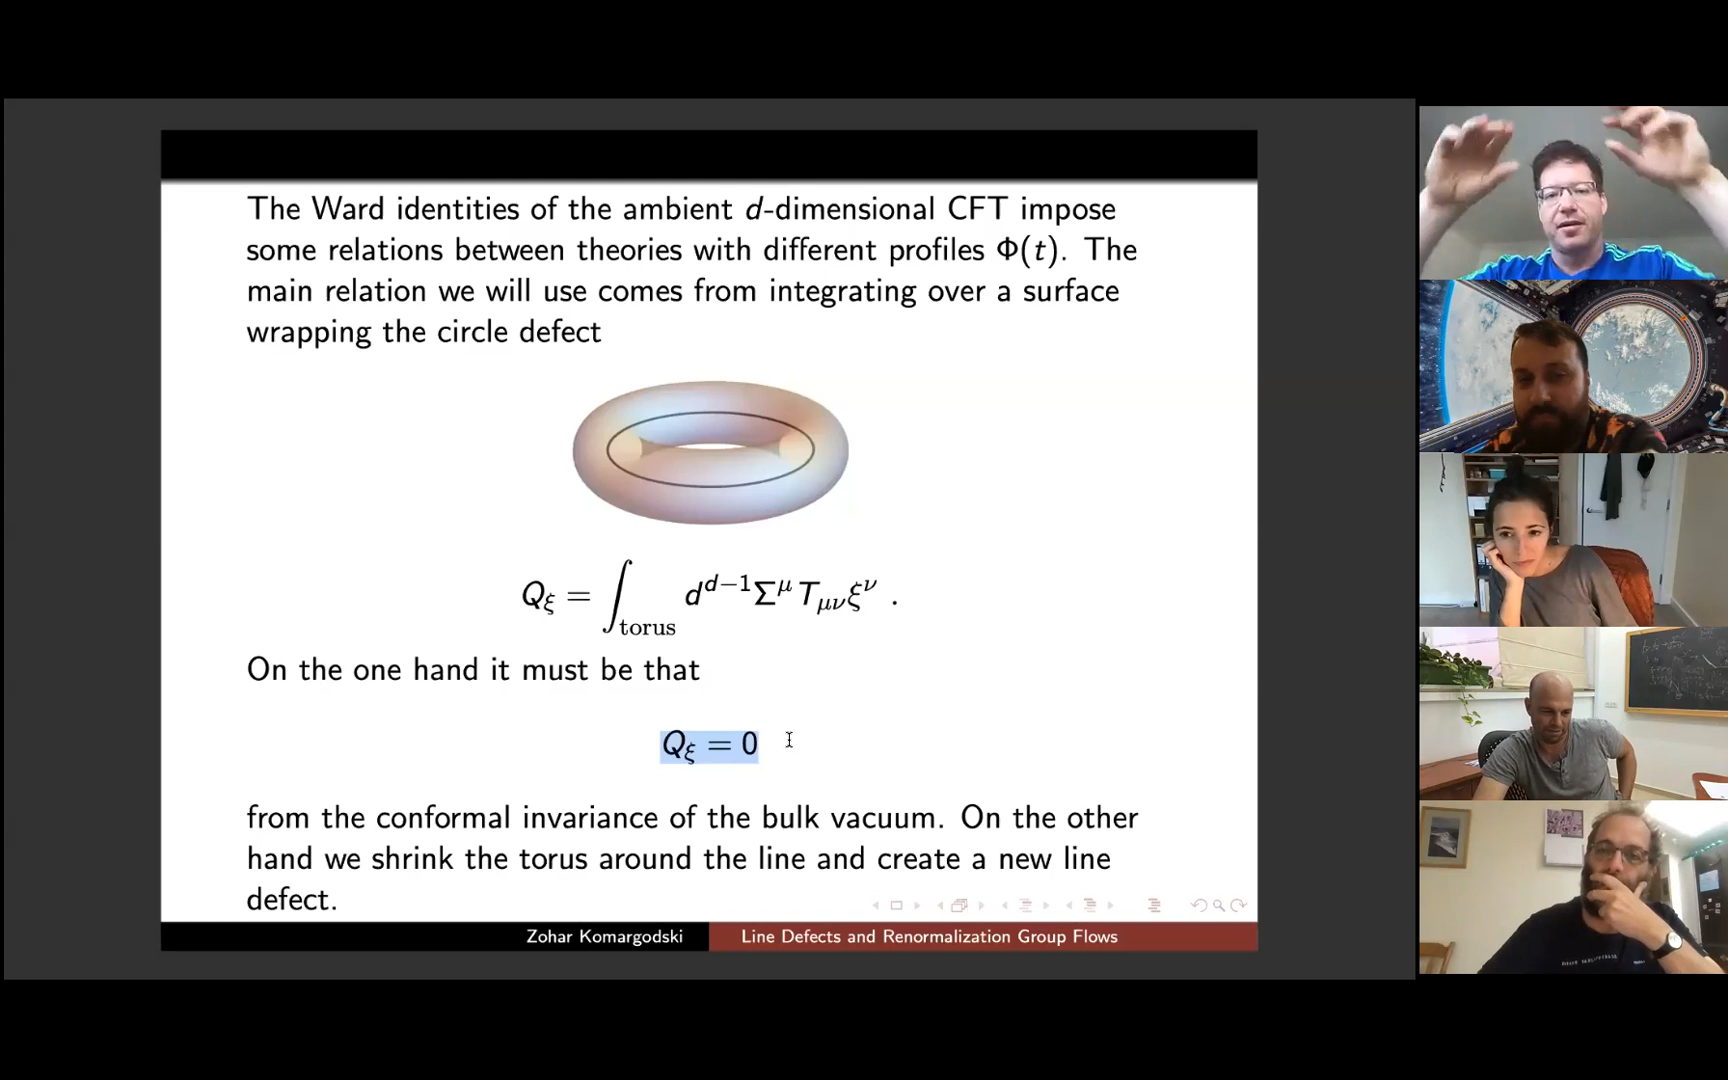 The Ward identities of the ambient d-dimensional CFT impose
some relations between theories with different profiles Φ(t). The
main relation we will use comes from integrating over a surface
wrapping the circle defect
Q_ξ = ∫_torus d^{d−1}Σ^μ T_{μν}ξ^ν .
On the one hand it must be that
Q_ξ = 0
from the conformal invariance of the bulk vacuum. On the other
hand we shrink the torus around the line and create a new line
defect.
Zohar Komargodski
Line Defects and Renormalization Group Flows